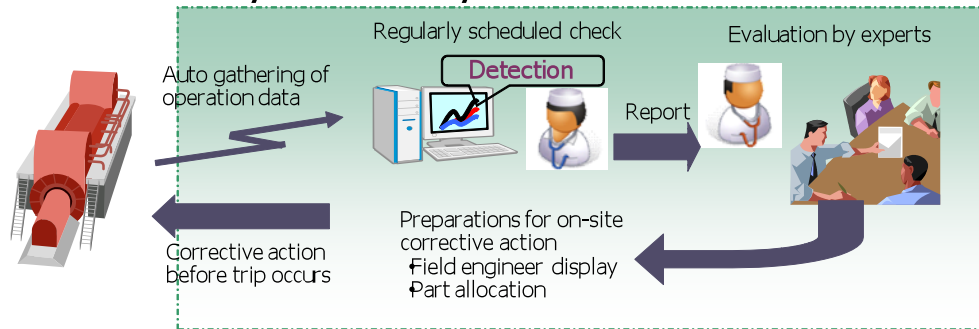 Regularly scheduled check
Evaluation by experts
Detection
Auto gathering of
operation data
Report
Preparations for on-site
corrective action
•Field engineer display
•Part allocation
Corrective action
before trip occurs